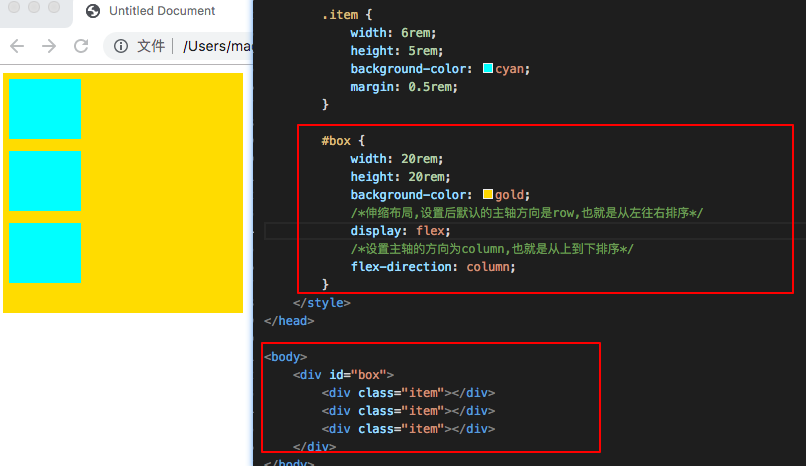 Untitled Document
文件 | /Users/ma
.item {
width: 6rem;
height: 5rem;
background-color: cyan;
margin: 0.5rem;
}
#box {
width: 20rem;
height: 20rem;
background-color: gold;
/*伸缩布局,设置后默认的主轴方向是row,也就是从左往右排序*/
display: flex;
/*设置主轴的方向为column,也就是从上到下排序*/
flex-direction: column;
}
</style>
</head>
<body>
<div id="box">
<div class="item"></div>
<div class="item"></div>
<div class="item"></div>
</div>
</body>